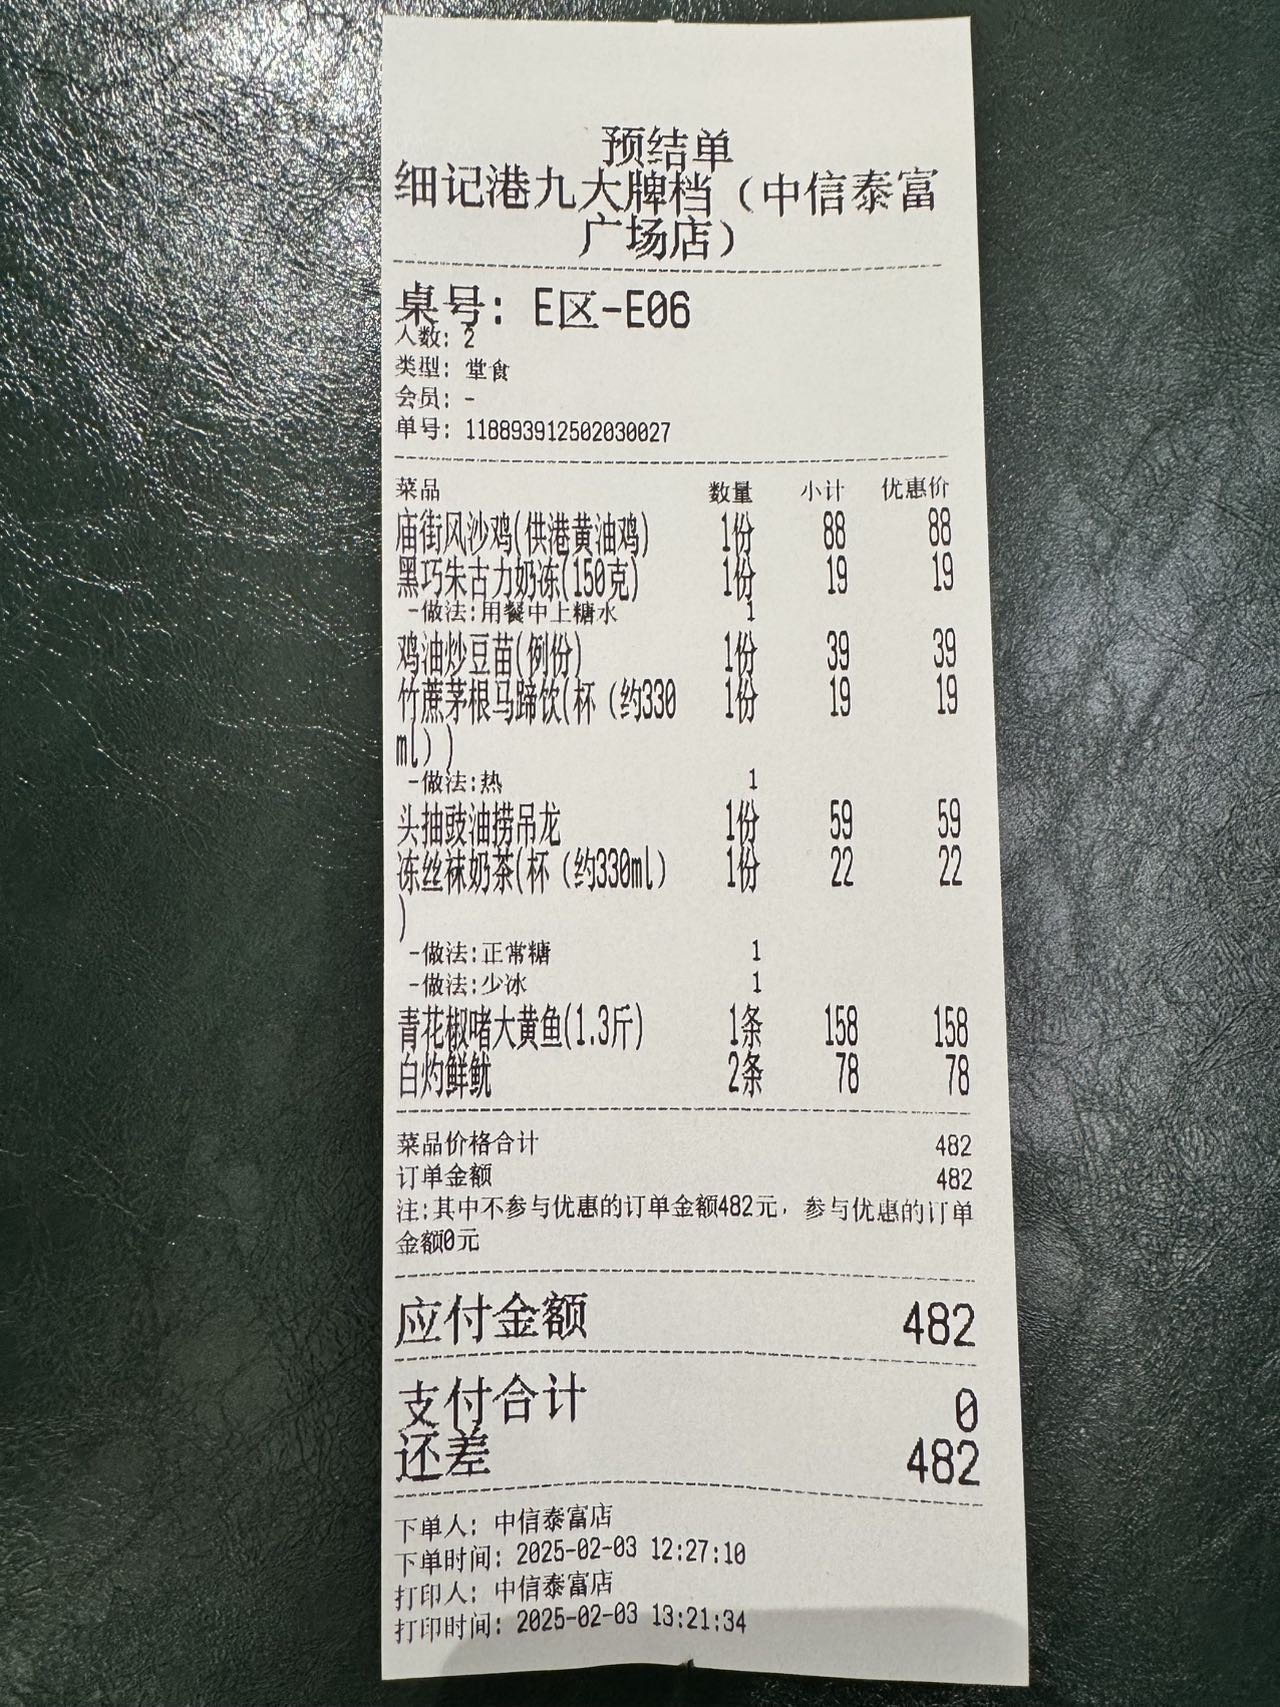 预结单
细记港九大牌档（中信泰富
广场店）
桌号: E区-E06
人数: 2
类型: 堂食
会员: -
单号: 118893912502030027
菜品 数量 小计 优惠价
庙街风沙鸡(供港黄油鸡) 1份 88 88
黑巧朱古力奶冻(150克) 1份 19 19
-做法:用餐中上糖水 1
鸡油炒豆苗(例份) 1份 39 39
竹蔗茅根马蹄饮(杯（约330 1份 19 19
ml）)
-做法:热 1
头抽豉油捞吊龙 1份 59 59
冻丝袜奶茶(杯（约330ml） 1份 22 22
)
-做法:正常糖 1
-做法:少冰 1
青花椒啫大黄鱼(1.3斤) 1条 158 158
白灼鲜鱿 2条 78 78
菜品价格合计 482
订单金额 482
注:其中不参与优惠的订单金额482元，参与优惠的订单
金额0元
应付金额 482
支付合计 0
还差 482
下单人: 中信泰富店
下单时间: 2025-02-03 12:27:10
打印人: 中信泰富店
打印时间: 2025-02-03 13:21:34